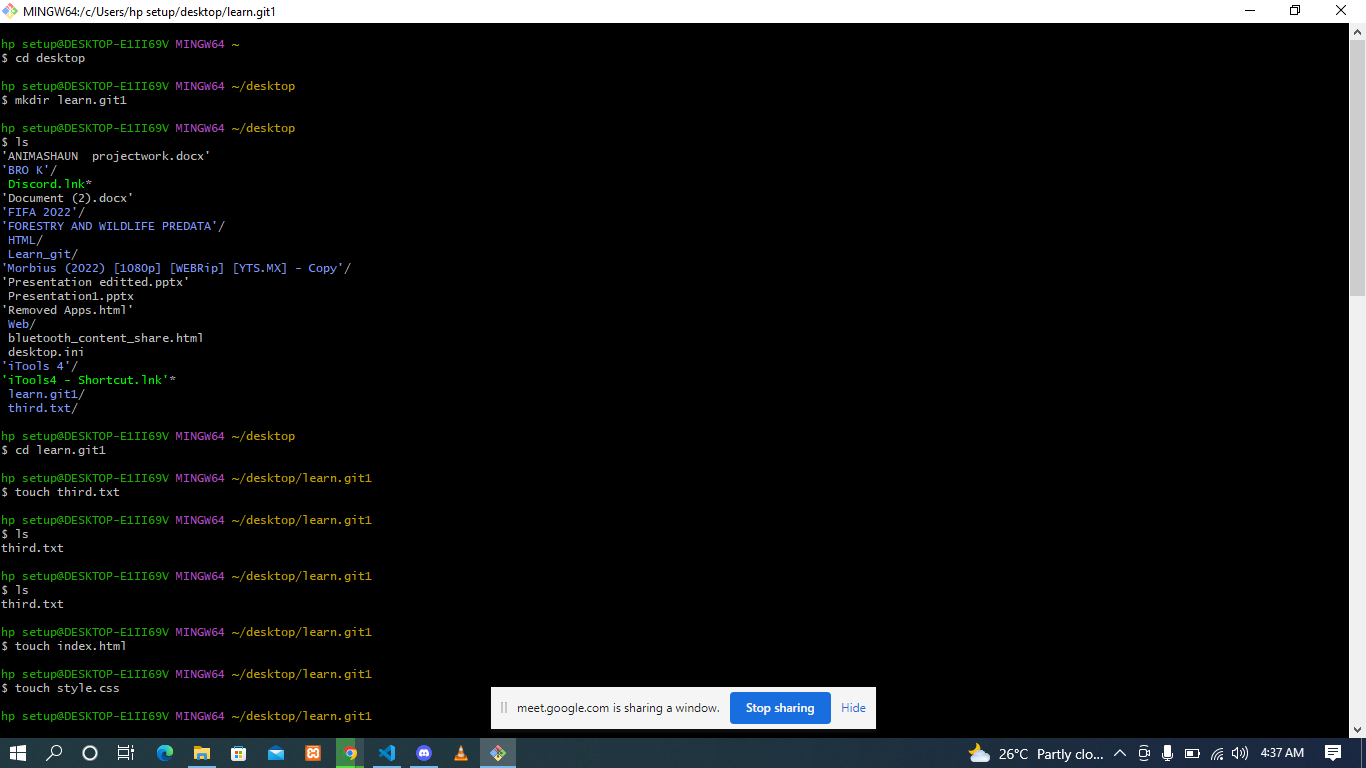 MINGW64:/c/Users/hp setup/desktop/learn.git1
hp setup@DESKTOP-E1II69V MINGW64 ~
$ cd desktop
hp setup@DESKTOP-E1II69V MINGW64 ~/desktop
$ mkdir learn.git1
hp setup@DESKTOP-E1II69V MINGW64 ~/desktop
$ ls
'ANIMASHAUN  projectwork.docx'
'BRO K'/
Discord.lnk*
'Document (2).docx'
'FIFA 2022'/
'FORESTRY AND WILDLIFE PREDATA'/
HTML/
Learn_git/
'Morbius (2022) [1080p] [WEBRip] [YTS.MX] - Copy'/
'Presentation editted.pptx'
Presentation1.pptx
'Removed Apps.html'
Web/
bluetooth_content_share.html
desktop.ini
'iTools 4'/
'iTools4 - Shortcut.lnk'*
learn.git1/
third.txt/
hp setup@DESKTOP-E1II69V MINGW64 ~/desktop
$ cd learn.git1
hp setup@DESKTOP-E1II69V MINGW64 ~/desktop/learn.git1
$ touch third.txt
hp setup@DESKTOP-E1II69V MINGW64 ~/desktop/learn.git1
$ ls
third.txt
hp setup@DESKTOP-E1II69V MINGW64 ~/desktop/learn.git1
$ ls
third.txt
hp setup@DESKTOP-E1II69V MINGW64 ~/desktop/learn.git1
$ touch index.html
hp setup@DESKTOP-E1II69V MINGW64 ~/desktop/learn.git1
$ touch style.css
hp setup@DESKTOP-E1II69V MINGW64 ~/desktop/learn.git1
meet.google.com is sharing a window.
Stop sharing
Hide
26°C Partly clo...
4:37 AM